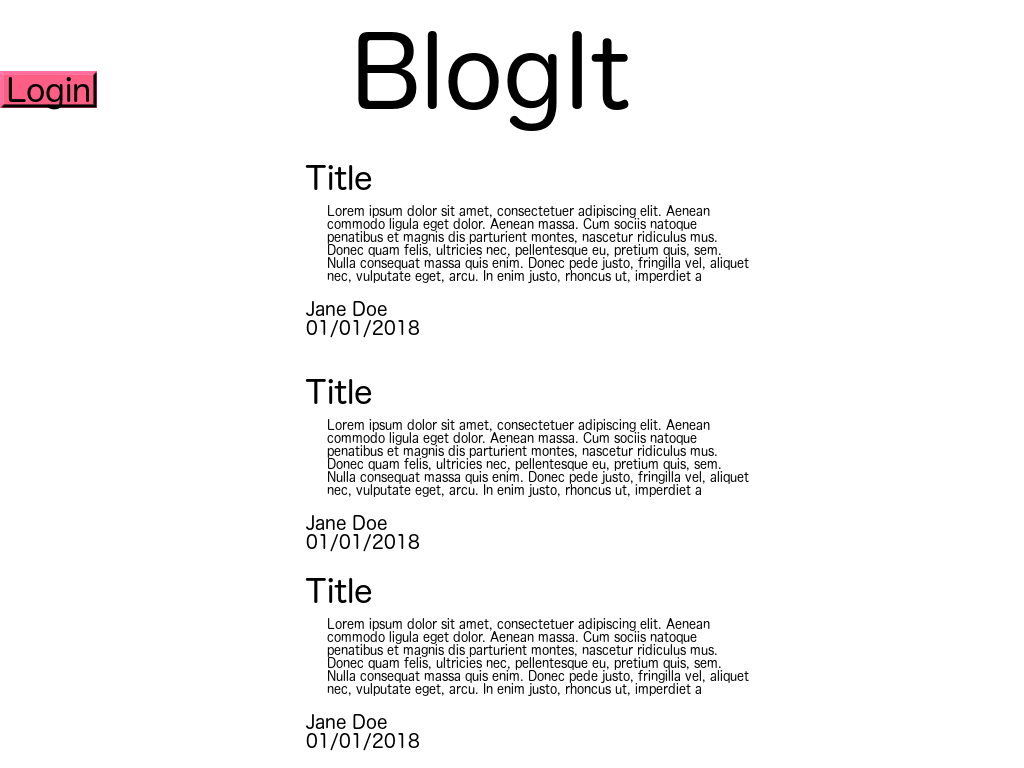 BlogIt
Login
Title
Lorem ipsum dolor sit amet, consectetuer adipiscing elit. Aenean
commodo ligula eget dolor. Aenean massa. Cum sociis natoque
penatibus et magnis dis parturient montes, nascetur ridiculus mus.
Donec quam felis, ultricies nec, pellentesque eu, pretium quis, sem.
Nulla consequat massa quis enim. Donec pede justo, fringilla vel, aliquet
nec, vulputate eget, arcu. In enim justo, rhoncus ut, imperdiet a
Jane Doe
01/01/2018
Title
Lorem ipsum dolor sit amet, consectetuer adipiscing elit. Aenean
commodo ligula eget dolor. Aenean massa. Cum sociis natoque
penatibus et magnis dis parturient montes, nascetur ridiculus mus.
Donec quam felis, ultricies nec, pellentesque eu, pretium quis, sem.
Nulla consequat massa quis enim. Donec pede justo, fringilla vel, aliquet
nec, vulputate eget, arcu. In enim justo, rhoncus ut, imperdiet a
Jane Doe
01/01/2018
Title
Lorem ipsum dolor sit amet, consectetuer adipiscing elit. Aenean
commodo ligula eget dolor. Aenean massa. Cum sociis natoque
penatibus et magnis dis parturient montes, nascetur ridiculus mus.
Donec quam felis, ultricies nec, pellentesque eu, pretium quis, sem.
Nulla consequat massa quis enim. Donec pede justo, fringilla vel, aliquet
nec, vulputate eget, arcu. In enim justo, rhoncus ut, imperdiet a
Jane Doe
01/01/2018